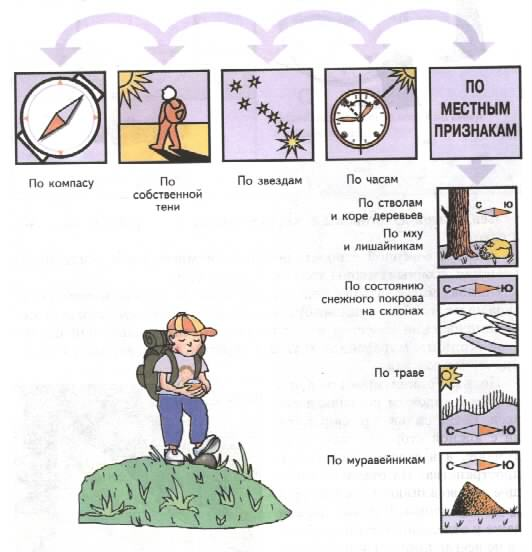 ПО
МЕСТНЫМ
ПРИЗНАКАМ
По компасу
По
собственной
тени
По звездам
По часам
По стволам
и коре деревьев
По мху
и лишайникам
С Ю
По состоянию
снежного покрова
на склонах
С Ю
По траве
С Ю
По муравейникам
С Ю